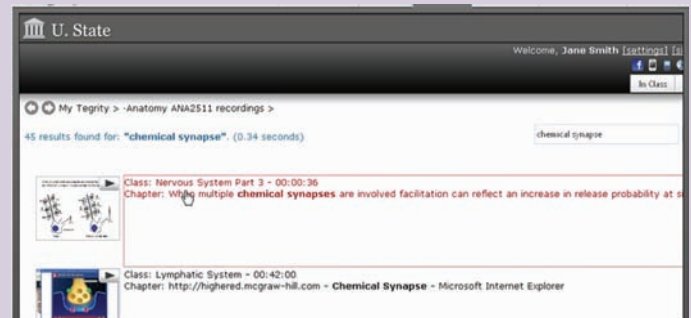 U. State
Welcome, Jane Smith [settings] [si
In Class
My Tegrity > -Anatomy ANA2511 recordings >
45 results found for: "chemical synapse". (0.34 seconds)
chemical synapse
Class: Nervous System Part 3 - 00:00:36
Chapter: When multiple chemical synapses are involved facilitation can reflect an increase in release probability at s
Class: Lymphatic System - 00:42:00
Chapter: http://highered.mcgraw-hill.com - Chemical Synapse - Microsoft Internet Explorer